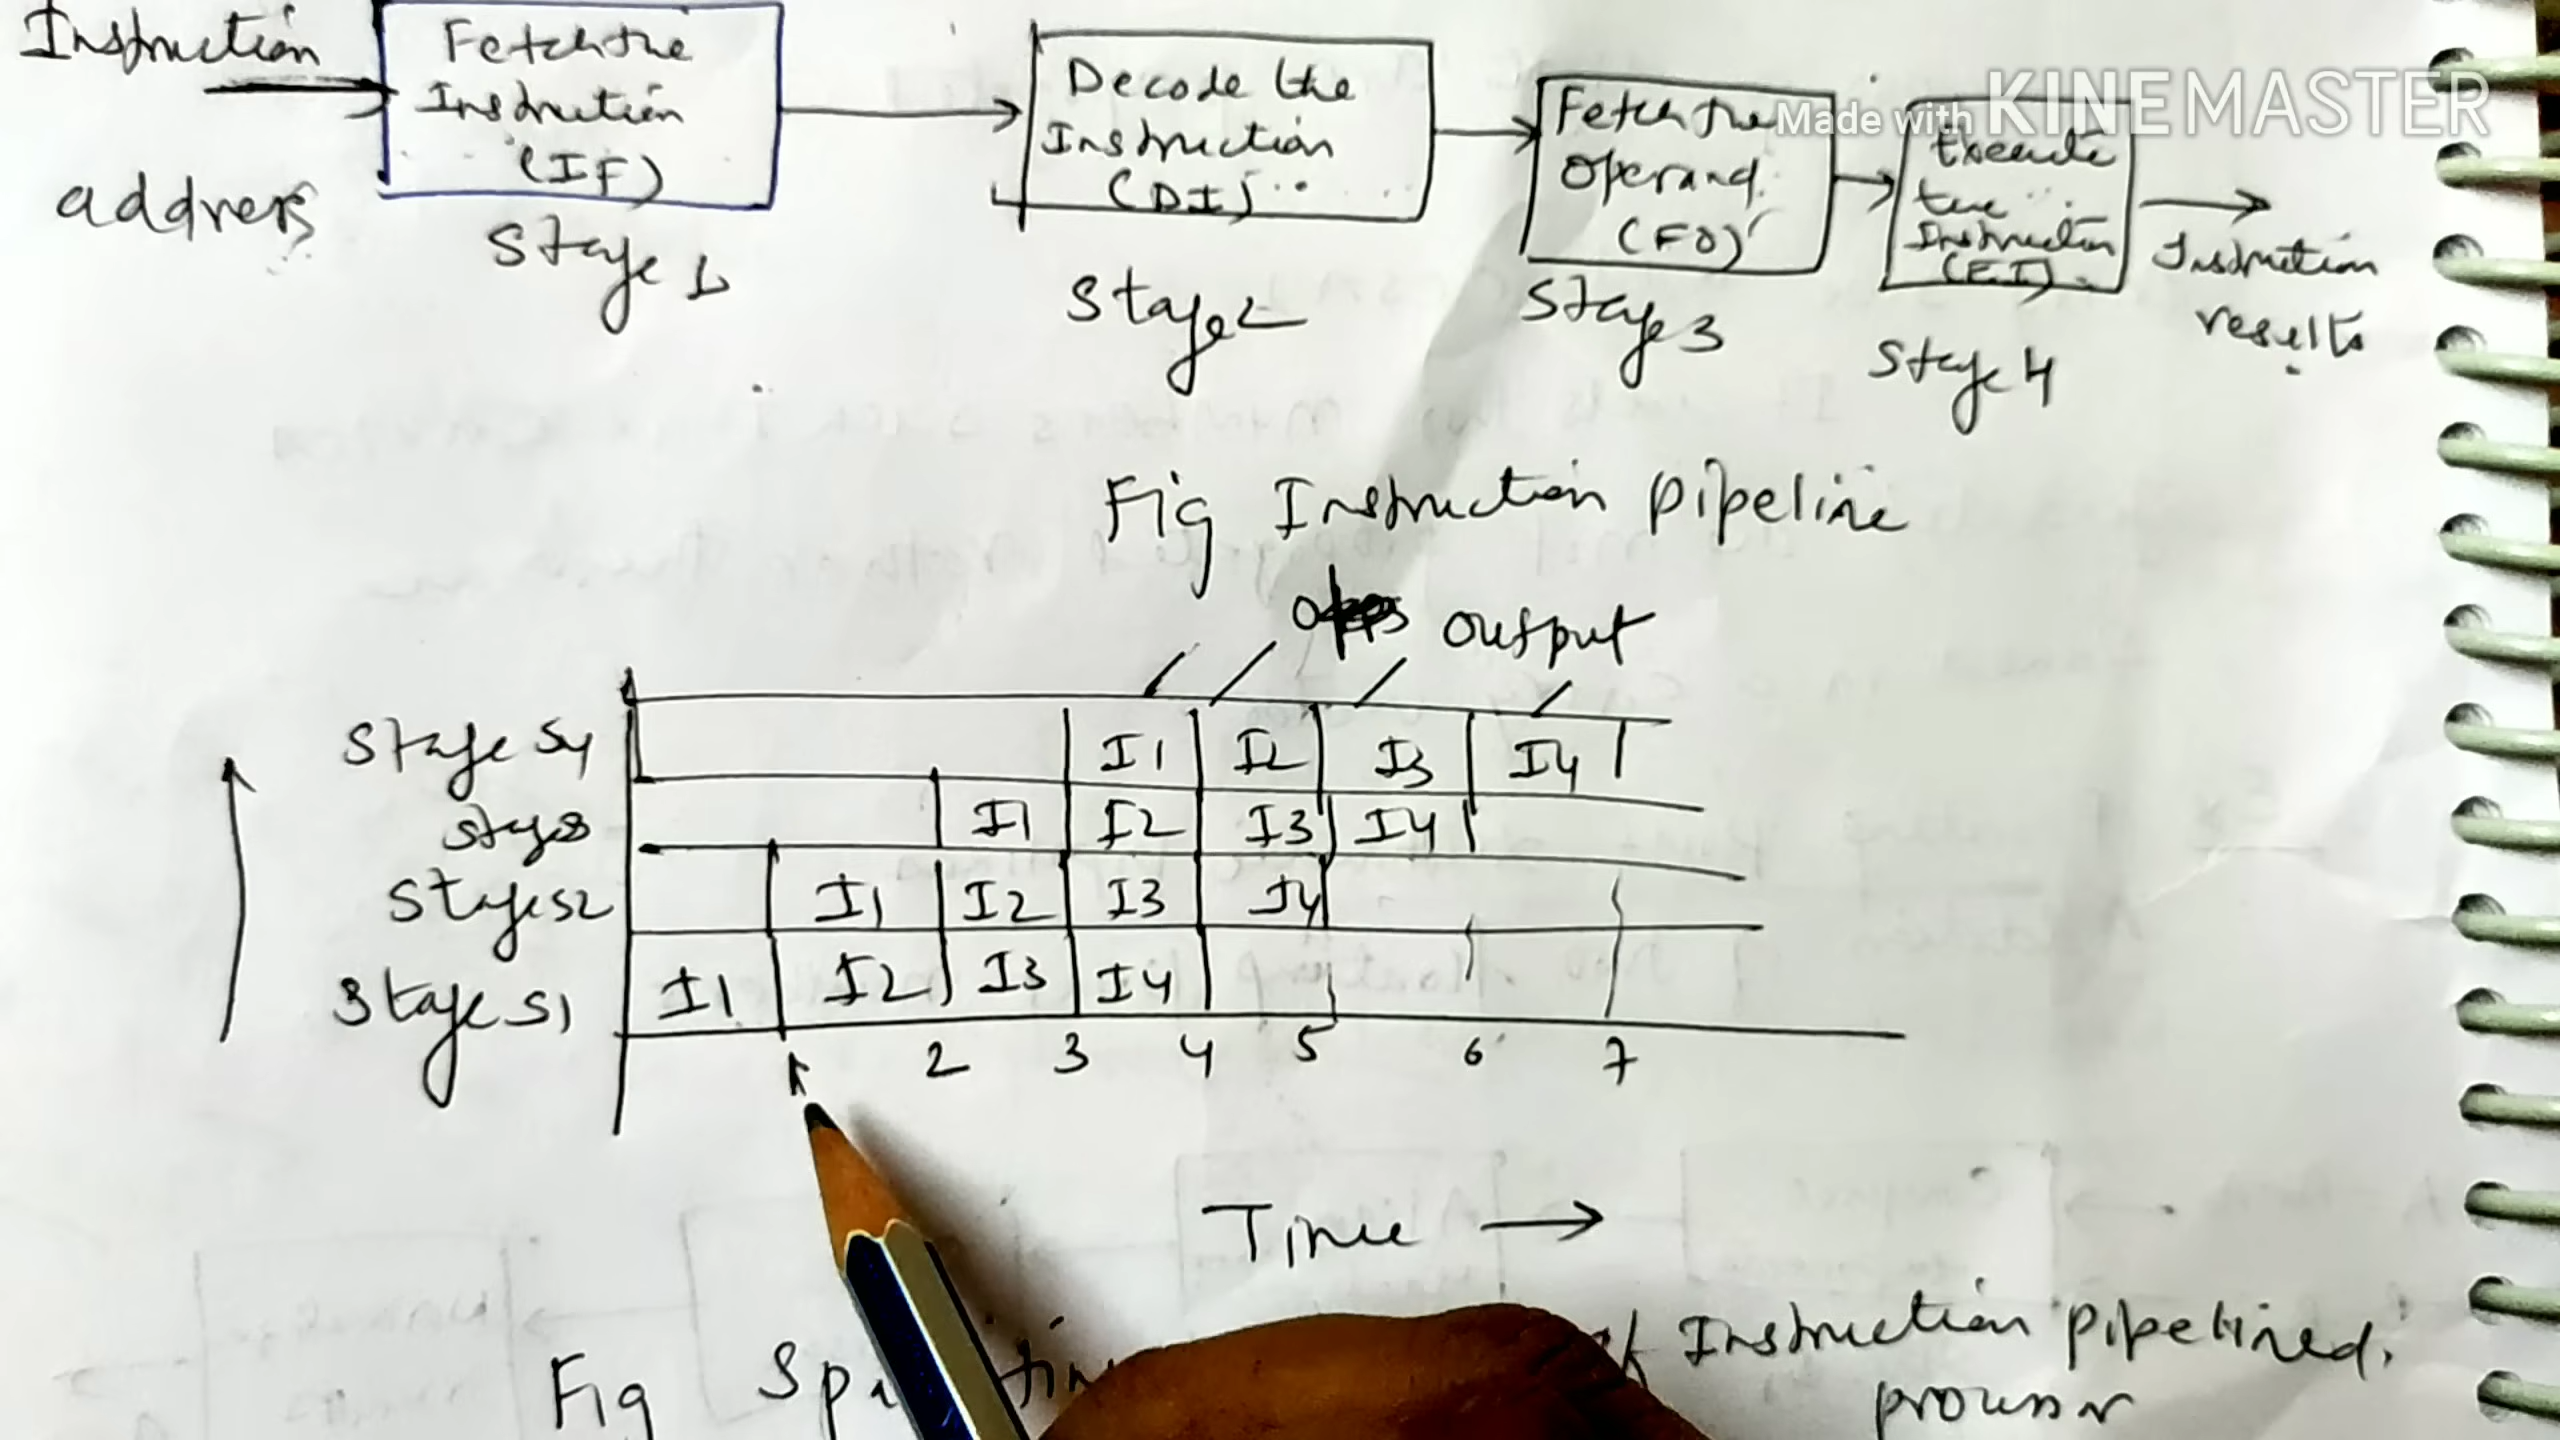 Instruction
address
Fetch the
Instruction
(IF)
Stage 1
Decode the
Instruction
(DI)
Stage 2
Fetch the
Operand
(FO)
Stage 3
Execute
the
Instruction
(EI)
Stage 4
Instruction
results
Made with KINEMASTER
Fig Instruction pipeline
output
Stage S4 I1 I2 I3 I4
I1 I2 I3 I4
Stage S2 I1 I2 I3 I4
Stage S1 I1 I2 I3 I4
2 3 4 5 6 7
Time
Fig of Instruction pipelined